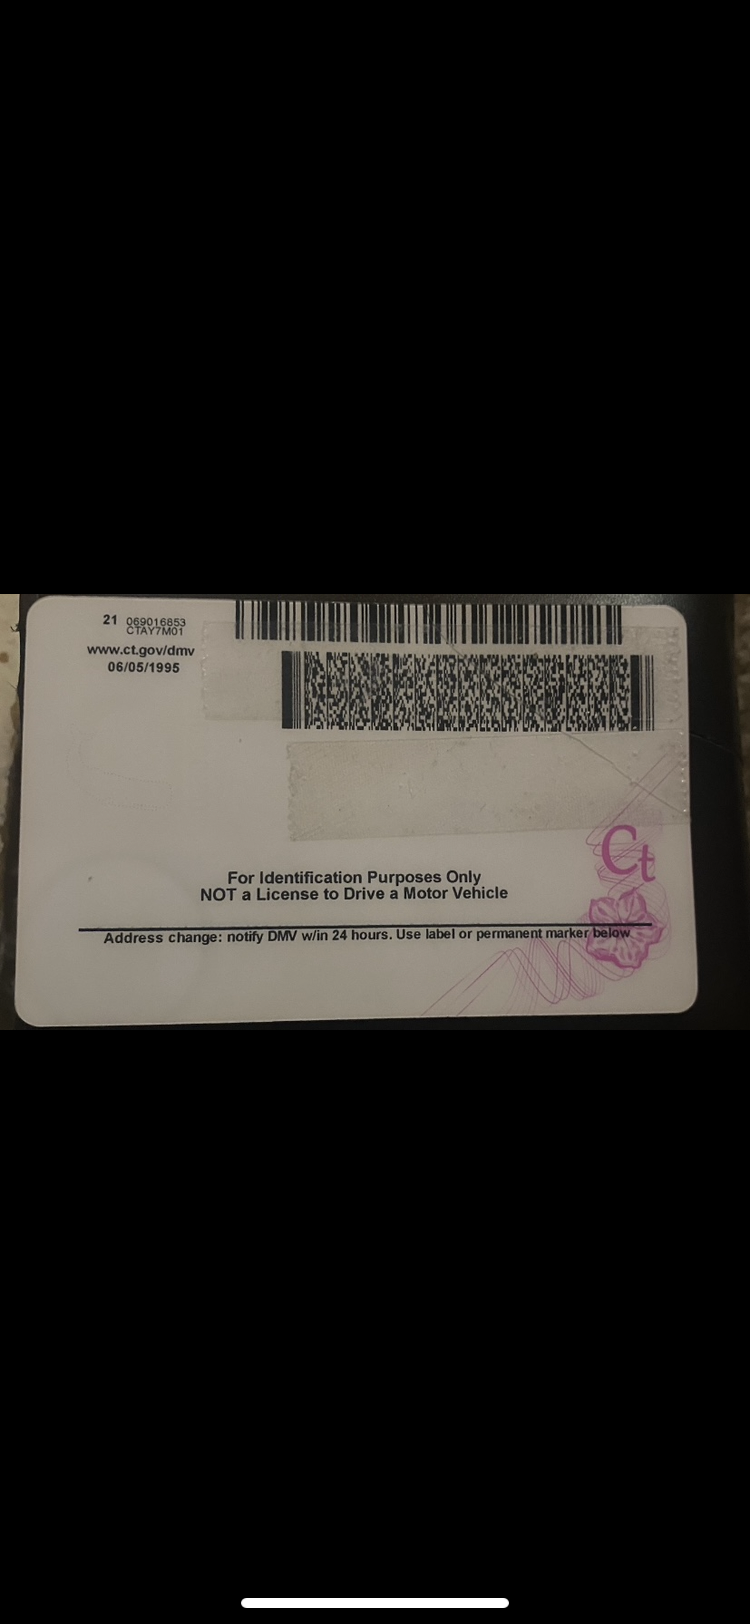 21 069016853
CTAY7M01
www.ct.gov/dmv
06/05/1995
Ct
For Identification Purposes Only
NOT a License to Drive a Motor Vehicle
Address change: notify DMV w/in 24 hours. Use label or permanent marker below